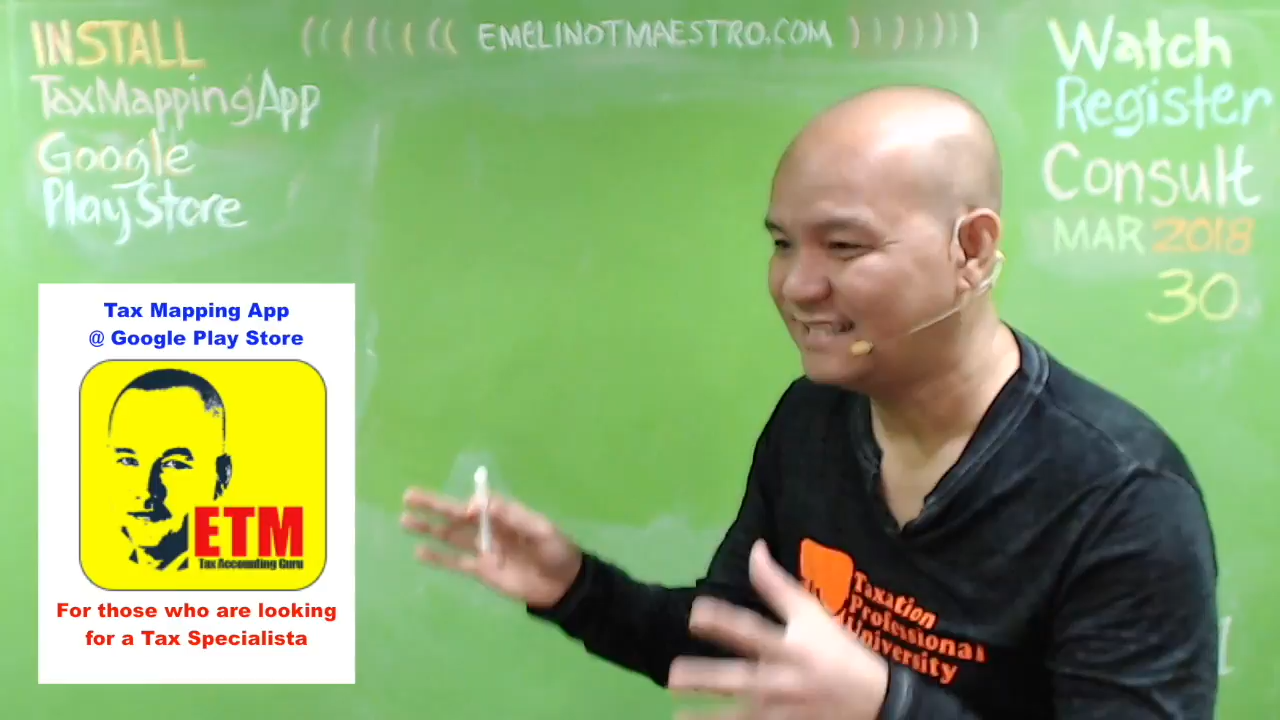 INSTALL
TaxMappingApp
Google
PlayStore
(((((((( EMELINOTMAESTRO.COM ))))))))
Watch
Register
Consult
MAR 2018
30
Tax Mapping App
@ Google Play Store
ETM
Tax Accounting Guru
For those who are looking
for a Tax Specialista
Taxation
Professional
University